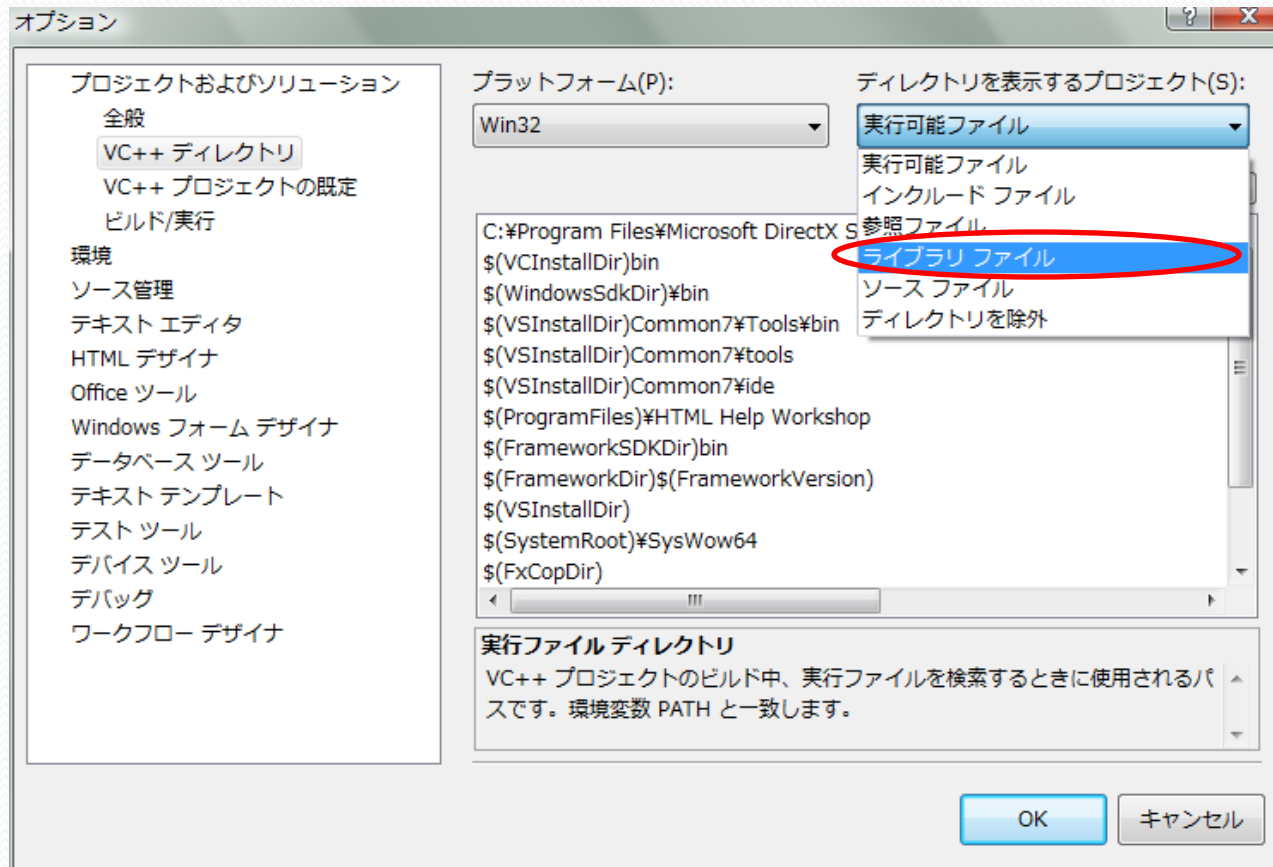 オプション
プロジェクトおよびソリューション
全般
VC++ ディレクトリ
VC++ プロジェクトの既定
ビルド/実行
環境
ソース管理
テキスト エディタ
HTML デザイナ
Office ツール
Windows フォーム デザイナ
データベース ツール
テキスト テンプレート
テスト ツール
デバイス ツール
デバッグ
ワークフロー デザイナ
プラットフォーム(P):
Win32
ディレクトリを表示するプロジェクト(S):
実行可能ファイル
実行可能ファイル
インクルード ファイル
参照ファイル
ライブラリ ファイル
ソース ファイル
ディレクトリを除外
C:¥Program Files¥Microsoft DirectX S
$(VCInstallDir)bin
$(WindowsSdkDir)¥bin
$(VSInstallDir)Common7¥Tools¥bin
$(VSInstallDir)Common7¥tools
$(VSInstallDir)Common7¥ide
$(ProgramFiles)¥HTML Help Workshop
$(FrameworkSDKDir)bin
$(FrameworkDir)$(FrameworkVersion)
$(VSInstallDir)
$(SystemRoot)¥SysWow64
$(FxCopDir)
実行ファイル ディレクトリ
VC++ プロジェクトのビルド中、実行ファイルを検索するときに使用されるパ
スです。環境変数 PATH と一致します。
OK
キャンセル